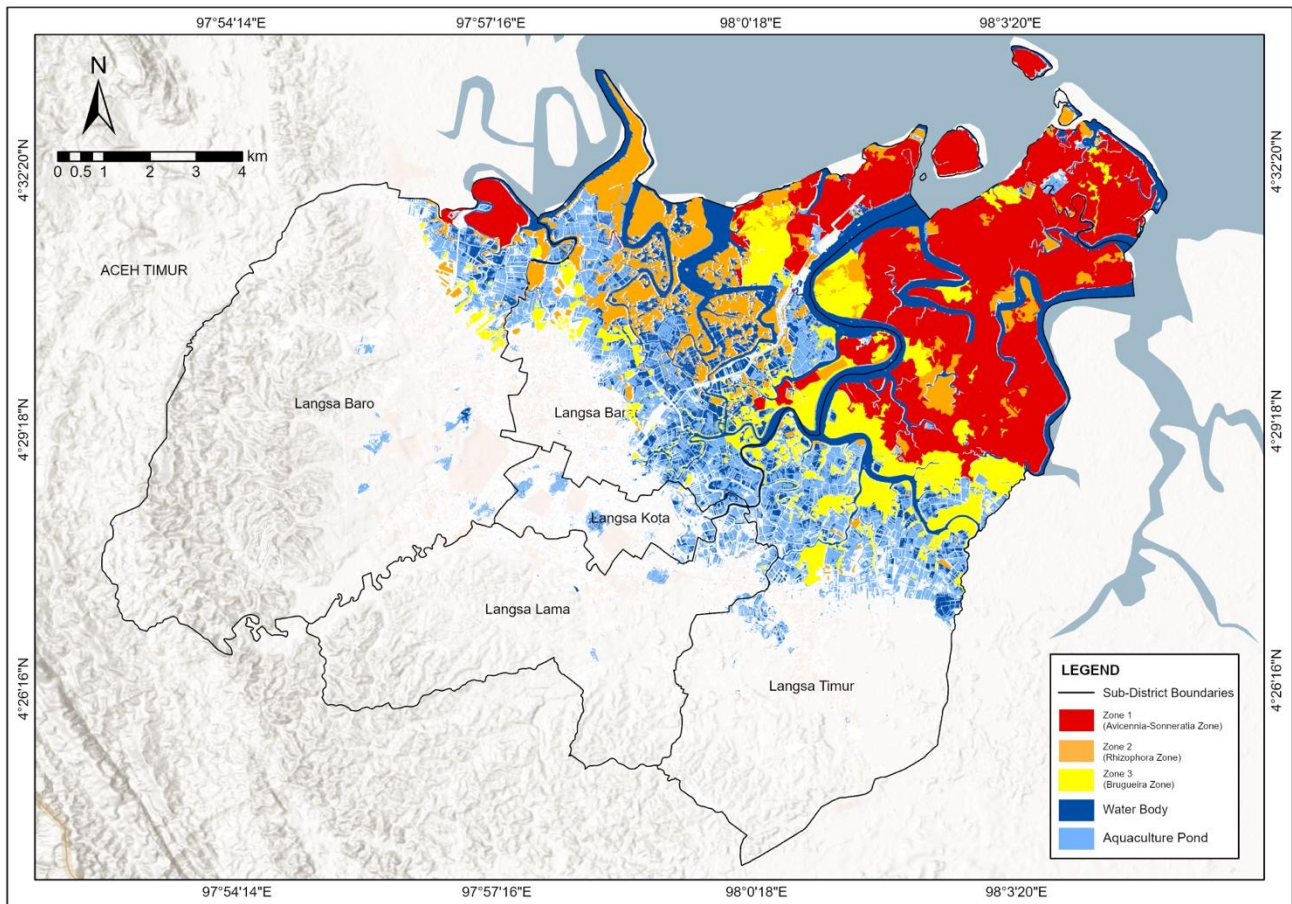 97°54'14"E 97°57'16"E 98°0'18"E 98°3'20"E
N
0 0.5 1 2 3 4 km
4°32'20"N 4°32'20"N
ACEH TIMUR
Langsa Baro
Langsa Barat
4°29'18"N 4°29'18"N
Langsa Kota
Langsa Lama
Langsa Timur
4°26'16"N 4°26'16"N
LEGEND
Sub-District Boundaries
Zone 1
(Avicennia-Sonneratia Zone)
Zone 2
(Rhizophora Zone)
Zone 3
(Brugueira Zone)
Water Body
Aquaculture Pond
97°54'14"E 97°57'16"E 98°0'18"E 98°3'20"E